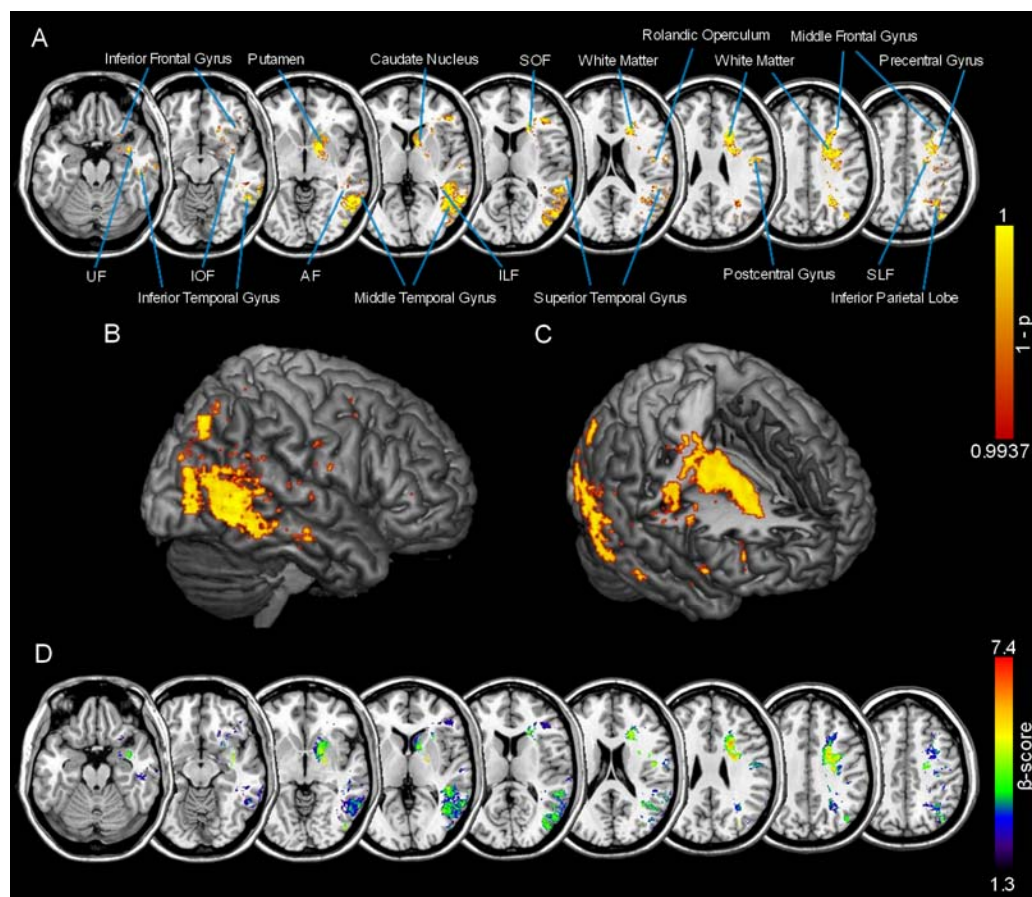 A
Rolandic Operculum
Middle Frontal Gyrus
Inferior Frontal Gyrus
Putamen
Caudate Nucleus
SOF
White Matter
White Matter
Precentral Gyrus
UF
IOF
AF
ILF
Postcentral Gyrus
SLF
Inferior Temporal Gyrus
Middle Temporal Gyrus
Superior Temporal Gyrus
Inferior Parietal Lobe
1
1 - p
0.9937
B
C
D
7.4
β-score
1.3